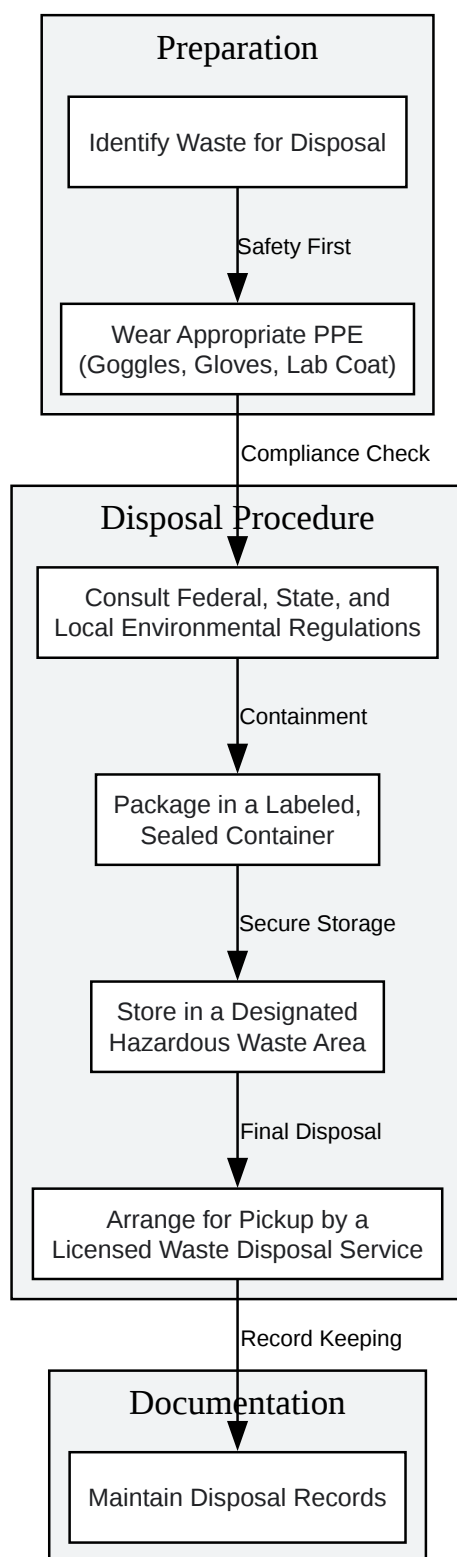 Preparation
Identify Waste for Disposal
Safety First
Wear Appropriate PPE
(Goggles, Gloves, Lab Coat)
Compliance Check
Disposal Procedure
Consult Federal, State, and
Local Environmental Regulations
Containment
Package in a Labeled,
Sealed Container
Secure Storage
Store in a Designated
Hazardous Waste Area
Final Disposal
Arrange for Pickup by a
Licensed Waste Disposal Service
Record Keeping
Documentation
Maintain Disposal Records